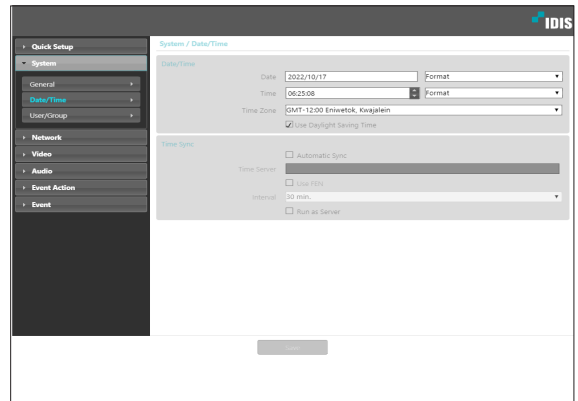 IDIS
Quick Setup
System
General
Date/Time
User/Group
Network
Video
Audio
Event Action
Event
System / Date/Time
Date/Time
Date 2022/10/17 Format
Time 06:25:08 Format
Time Zone GMT-12:00 Eniwetok, Kwajalein
Use Daylight Saving Time
Time Sync
Automatic Sync
Time Server
Use FEN
Interval 30 min.
Run as Server
Save